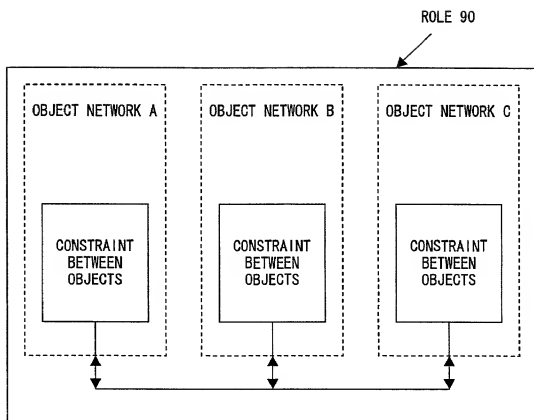 ROLE 90
OBJECT NETWORK A
OBJECT NETWORK B
OBJECT NETWORK C
CONSTRAINT
BETWEEN
OBJECTS
CONSTRAINT
BETWEEN
OBJECTS
CONSTRAINT
BETWEEN
OBJECTS